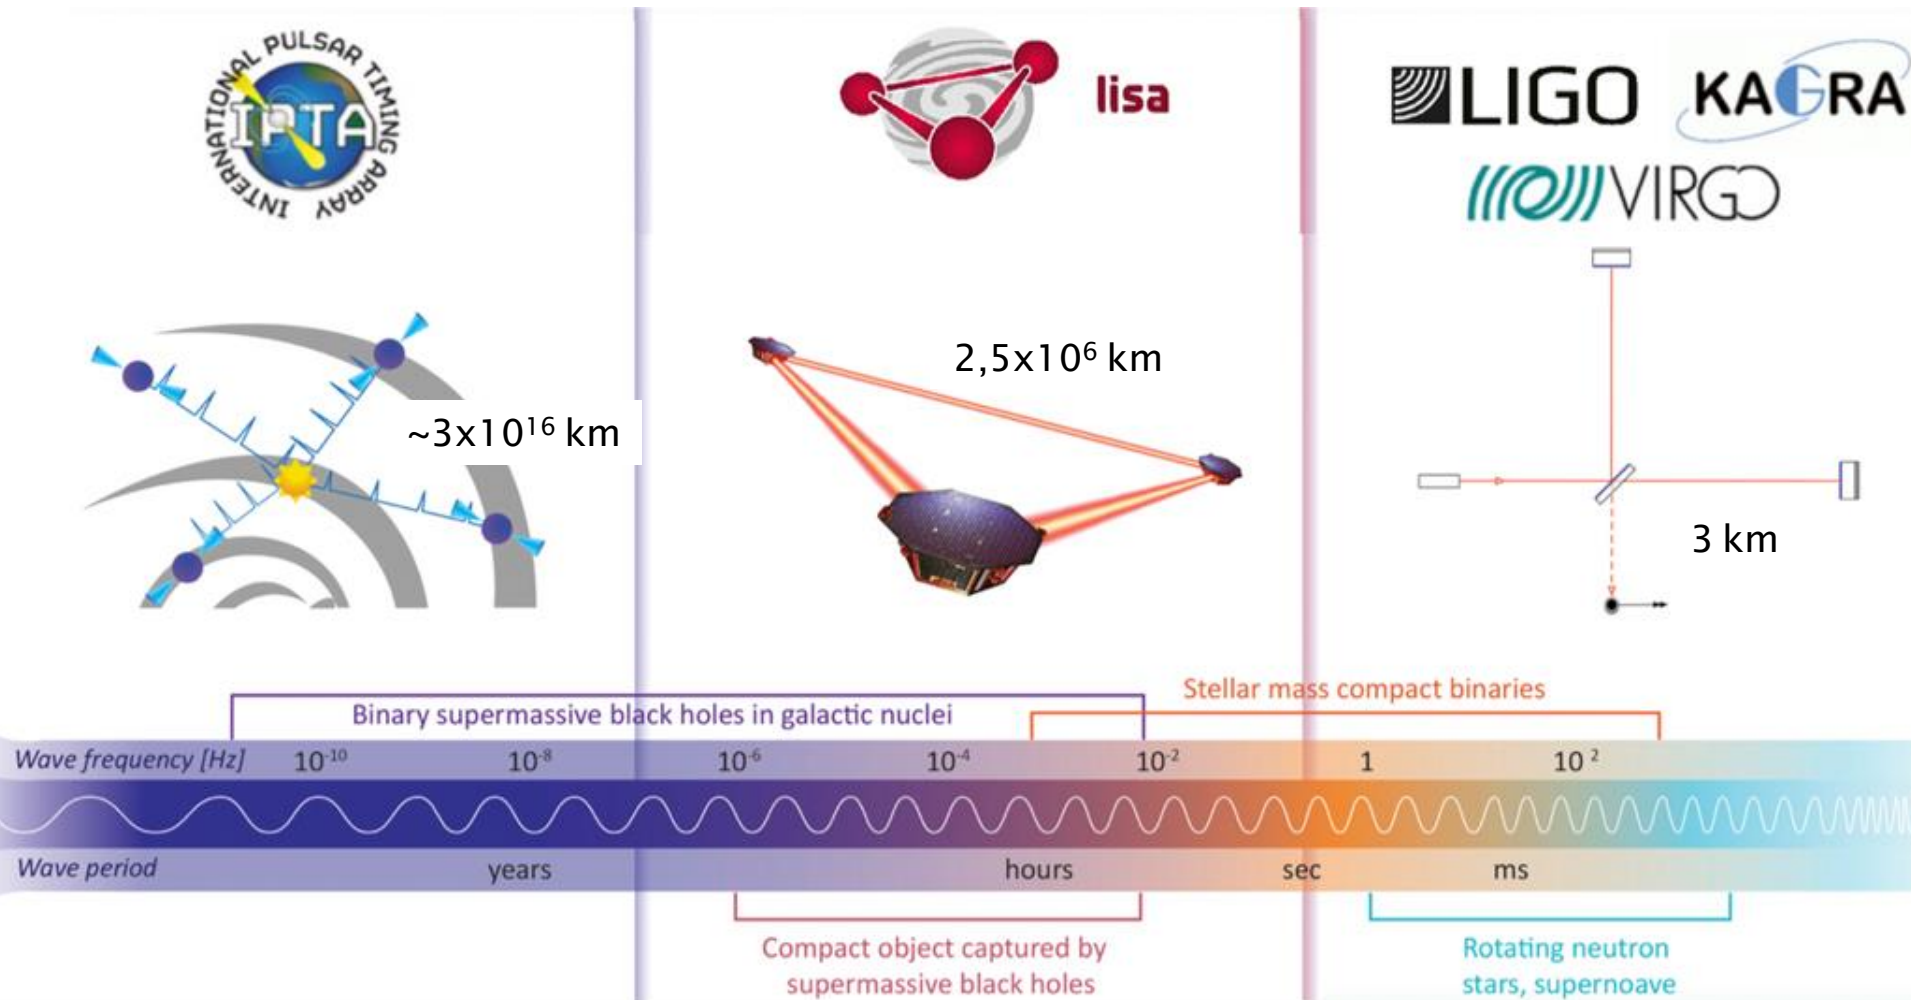 INTERNATIONAL PULSAR TIMING ARRAY
IPTA
lisa
LIGO
KAGRA
VIRGO
~3x10¹⁶ km
2,5x10⁶ km
3 km
Stellar mass compact binaries
Binary supermassive black holes in galactic nuclei
Wave frequency [Hz] 10⁻¹⁰ 10⁻⁸ 10⁻⁶ 10⁻⁴ 10⁻² 1 10²
Wave period years hours sec ms
Compact object captured by
supermassive black holes
Rotating neutron
stars, supernoave